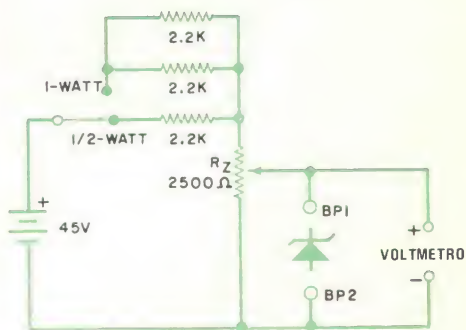 2.2K
1-WATT
2.2K
1/2-WATT
2.2K
RZ
2500Ω
+
45V
BP1
+
VOLTMETRO
-
BP2